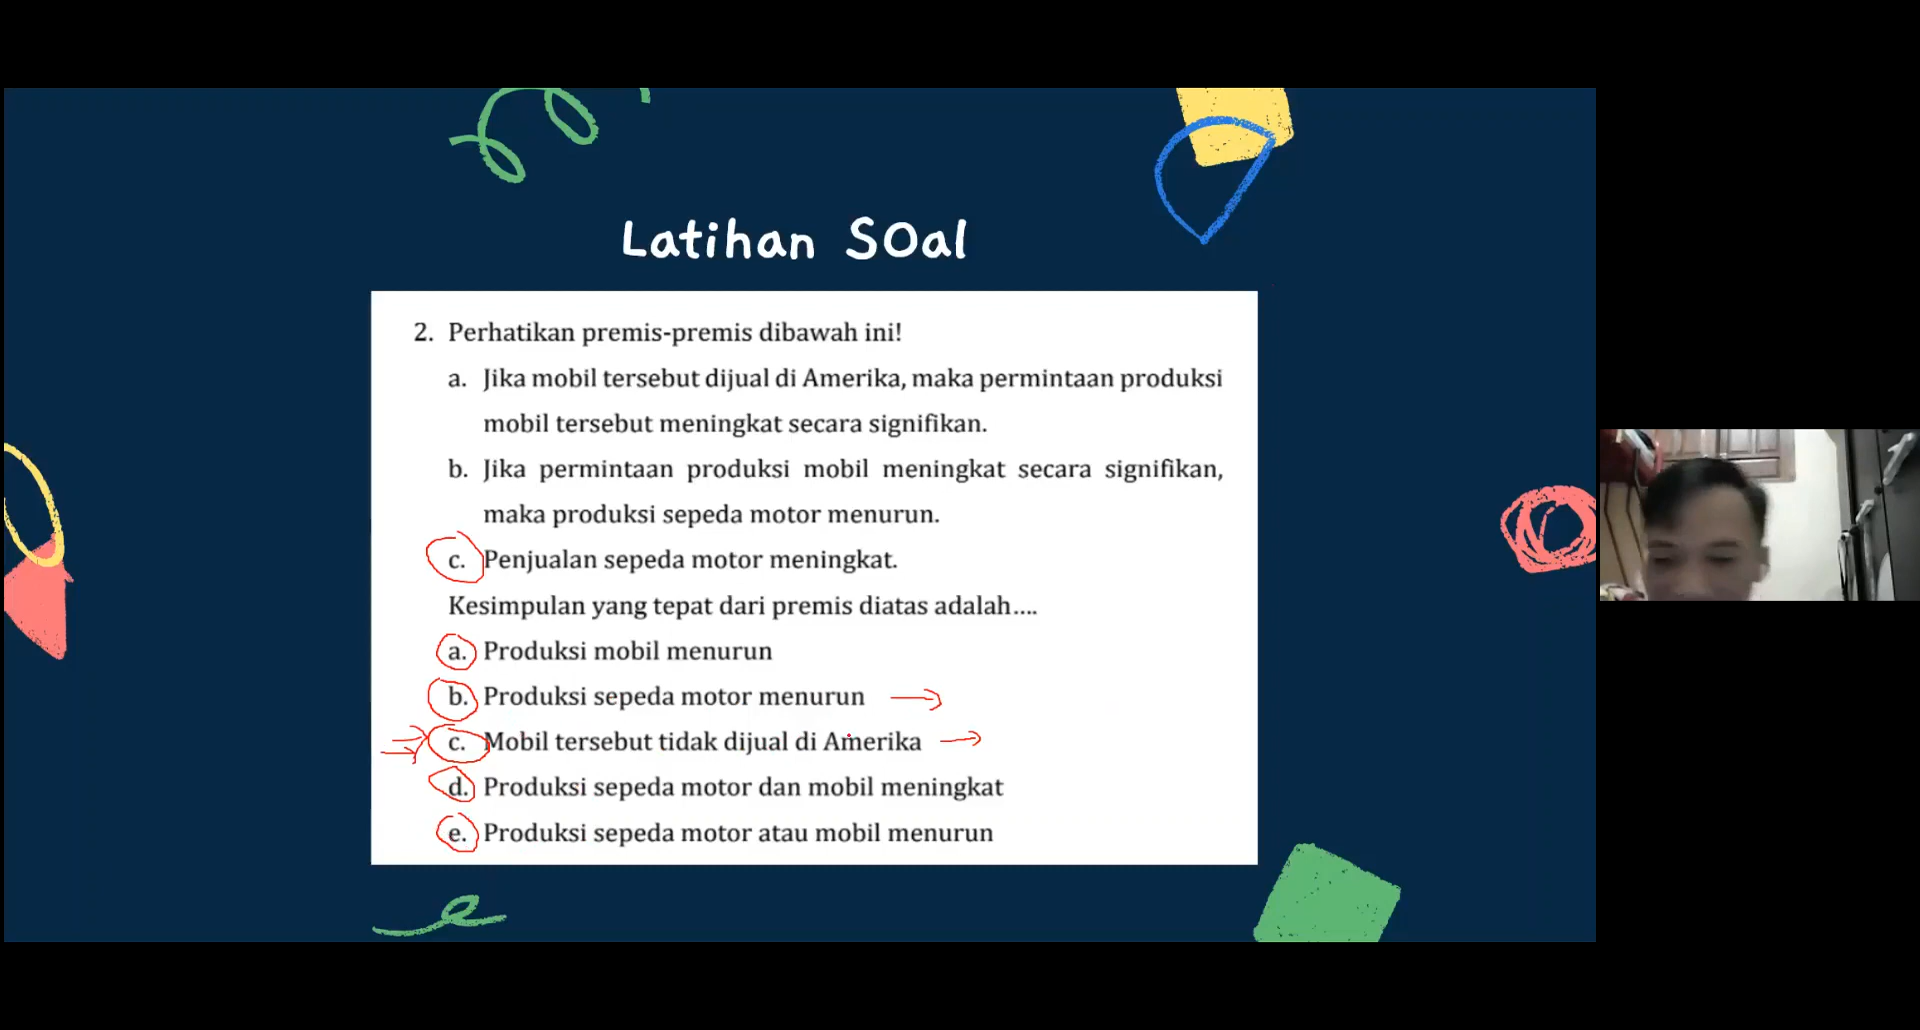 Latihan SOal
2. Perhatikan premis-premis dibawah ini!
a. Jika mobil tersebut dijual di Amerika, maka permintaan produksi
mobil tersebut meningkat secara signifikan.
b. Jika permintaan produksi mobil meningkat secara signifikan,
maka produksi sepeda motor menurun.
c. Penjualan sepeda motor meningkat.
Kesimpulan yang tepat dari premis diatas adalah....
a. Produksi mobil menurun
b. Produksi sepeda motor menurun
c. Mobil tersebut tidak dijual di Amerika
d. Produksi sepeda motor dan mobil meningkat
e. Produksi sepeda motor atau mobil menurun